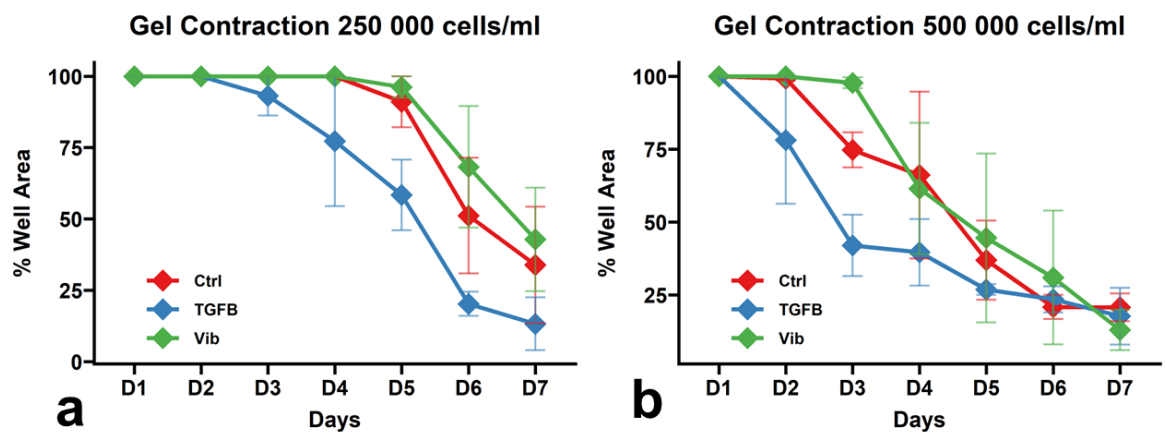 Gel Contraction 250 000 cells/ml
100
75
50
25
0
% Well Area
Ctrl
TGFB
Vib
D1 D2 D3 D4 D5 D6 D7
Days
a
Gel Contraction 500 000 cells/ml
100
75
50
25
% Well Area
Ctrl
TGFB
Vib
D1 D2 D3 D4 D5 D6 D7
Days
b